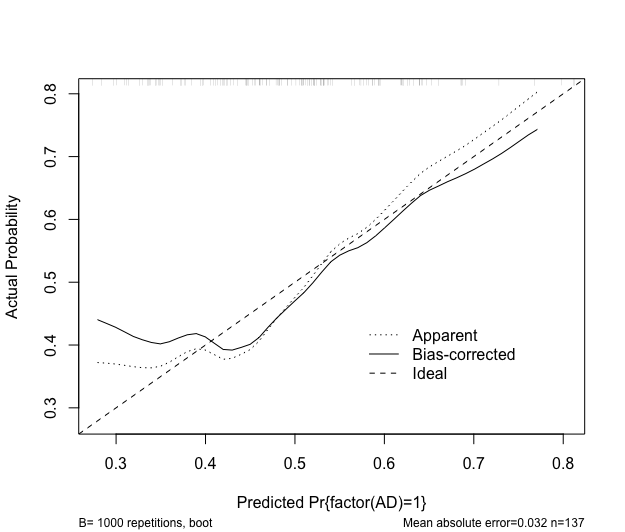 0.8
0.7
0.6
0.5
0.4
0.3
Actual Probability
Apparent
Bias-corrected
Ideal
0.3 0.4 0.5 0.6 0.7 0.8
Predicted Pr{factor(AD)=1}
B= 1000 repetitions, boot Mean absolute error=0.032 n=137